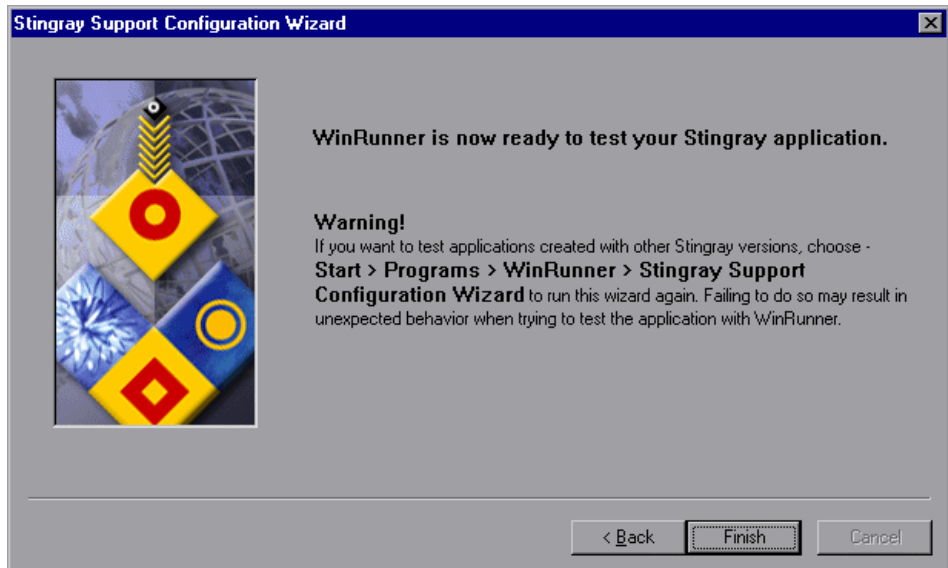 Stingray Support Configuration Wizard
WinRunner is now ready to test your Stingray application.
Warning!
If you want to test applications created with other Stingray versions, choose -
Start > Programs > WinRunner > Stingray Support
Configuration Wizard to run this wizard again. Failing to do so may result in
unexpected behavior when trying to test the application with WinRunner.
< Back
Finish
Cancel